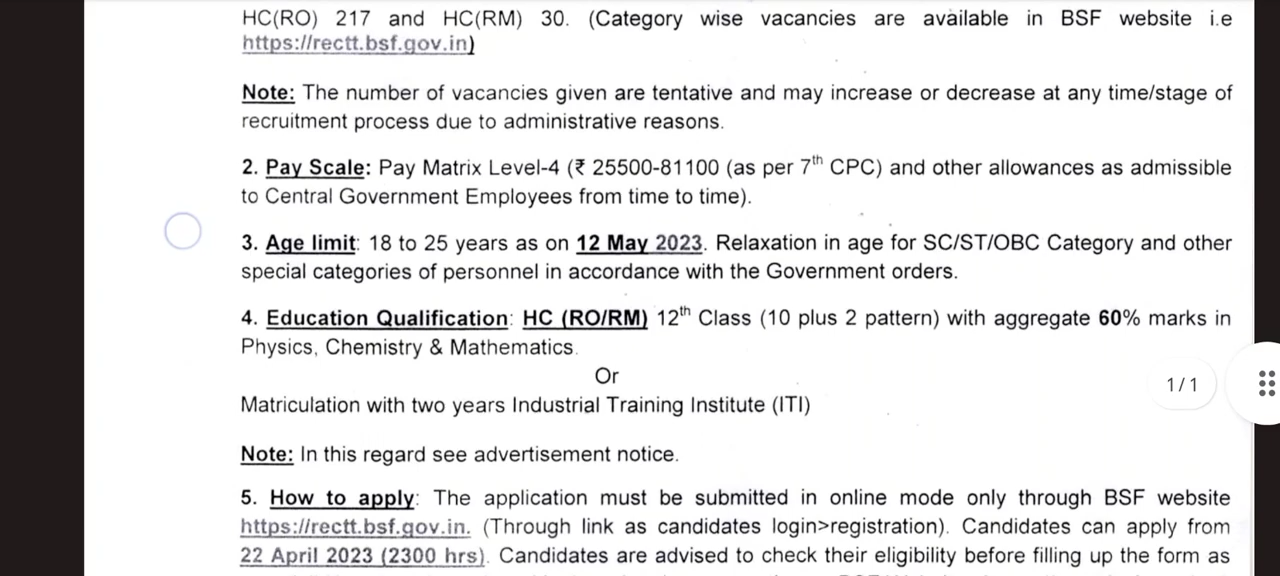 HC(RO) 217 and HC(RM) 30. (Category wise vacancies are available in BSF website i.e
https://rectt.bsf.gov.in)
Note: The number of vacancies given are tentative and may increase or decrease at any time/stage of
recruitment process due to administrative reasons.
2. Pay Scale: Pay Matrix Level-4 (₹ 25500-81100 (as per 7th CPC) and other allowances as admissible
to Central Government Employees from time to time).
3. Age limit: 18 to 25 years as on 12 May 2023. Relaxation in age for SC/ST/OBC Category and other
special categories of personnel in accordance with the Government orders.
4. Education Qualification: HC (RO/RM) 12th Class (10 plus 2 pattern) with aggregate 60% marks in
Physics, Chemistry & Mathematics.
Or
1/1
Matriculation with two years Industrial Training Institute (ITI)
Note: In this regard see advertisement notice.
5. How to apply: The application must be submitted in online mode only through BSF website
https://rectt.bsf.gov.in. (Through link as candidates login>registration). Candidates can apply from
22 April 2023 (2300 hrs). Candidates are advised to check their eligibility before filling up the form as